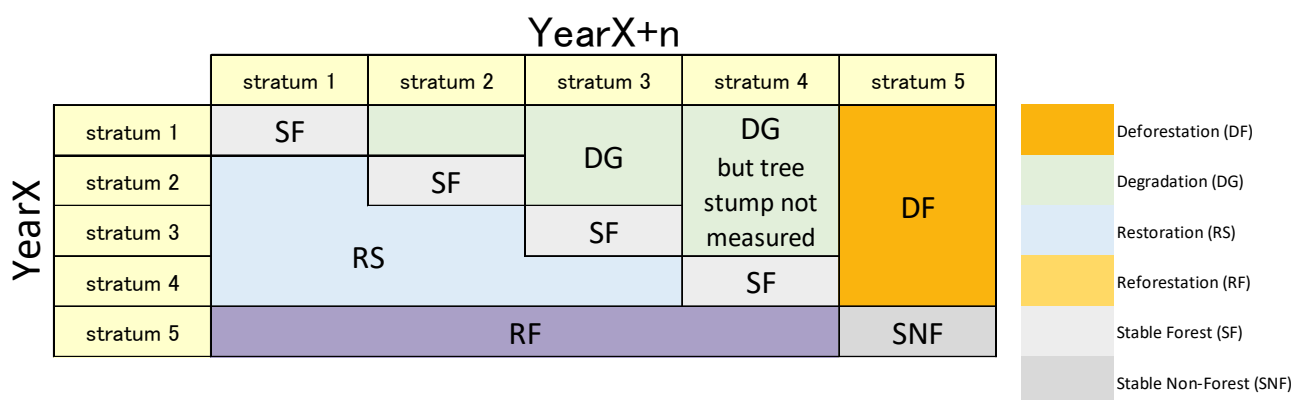 YearX+n
stratum 1 stratum 2 stratum 3 stratum 4 stratum 5
YearX
stratum 1
stratum 2
stratum 3
stratum 4
stratum 5
SF
DG
DG
but tree
stump not
measured
DF
SF
SF
RS
SF
RF
SNF
Deforestation (DF)
Degradation (DG)
Restoration (RS)
Reforestation (RF)
Stable Forest (SF)
Stable Non-Forest (SNF)